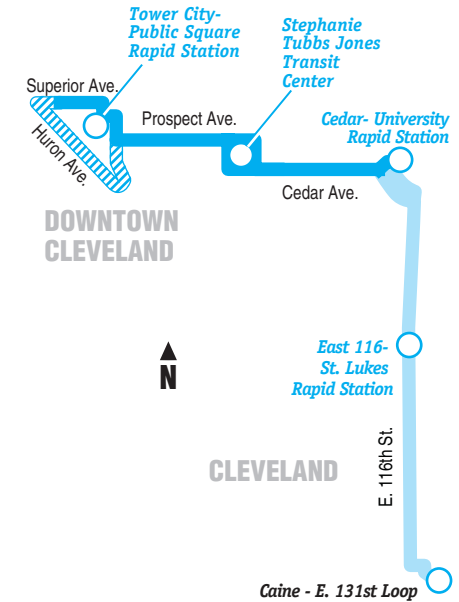 Tower City-
Public Square
Rapid Station
Stephanie
Tubbs Jones
Transit
Center
Superior Ave.
Prospect Ave.
Cedar- University
Rapid Station
Huron Ave.
Cedar Ave.
DOWNTOWN
CLEVELAND
East 116-
St. Lukes
Rapid Station
N
E. 116th St.
CLEVELAND
Caine - E. 131st Loop